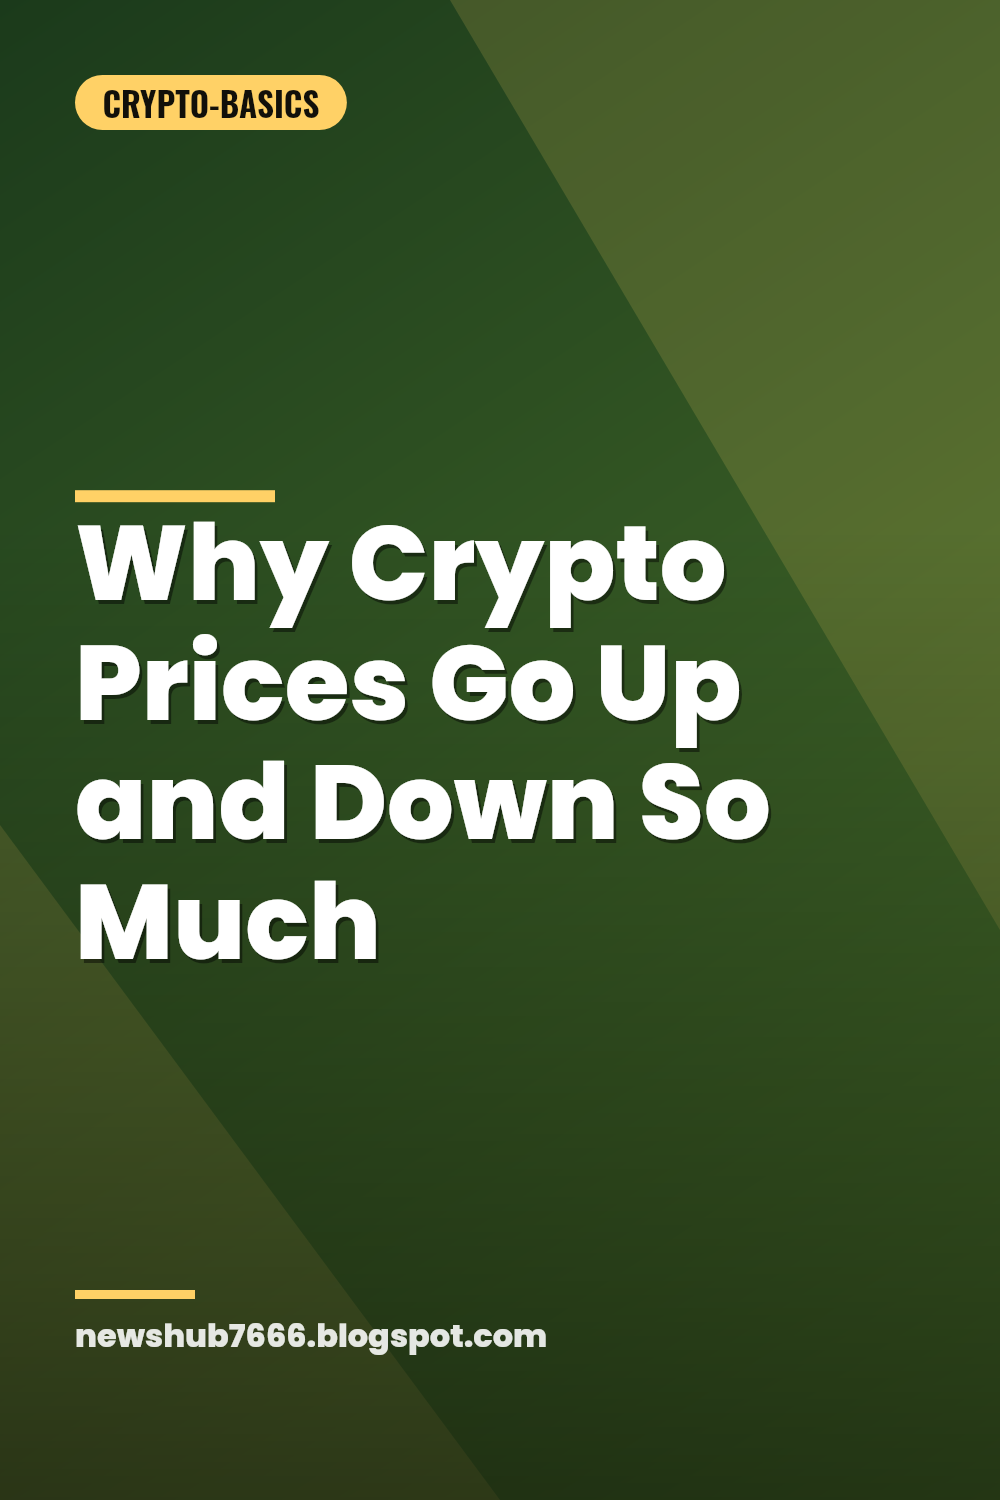 CRYPTO-BASICS
Why Crypto
Prices Go Up
and Down So
Much
newshub7666.blogspot.com